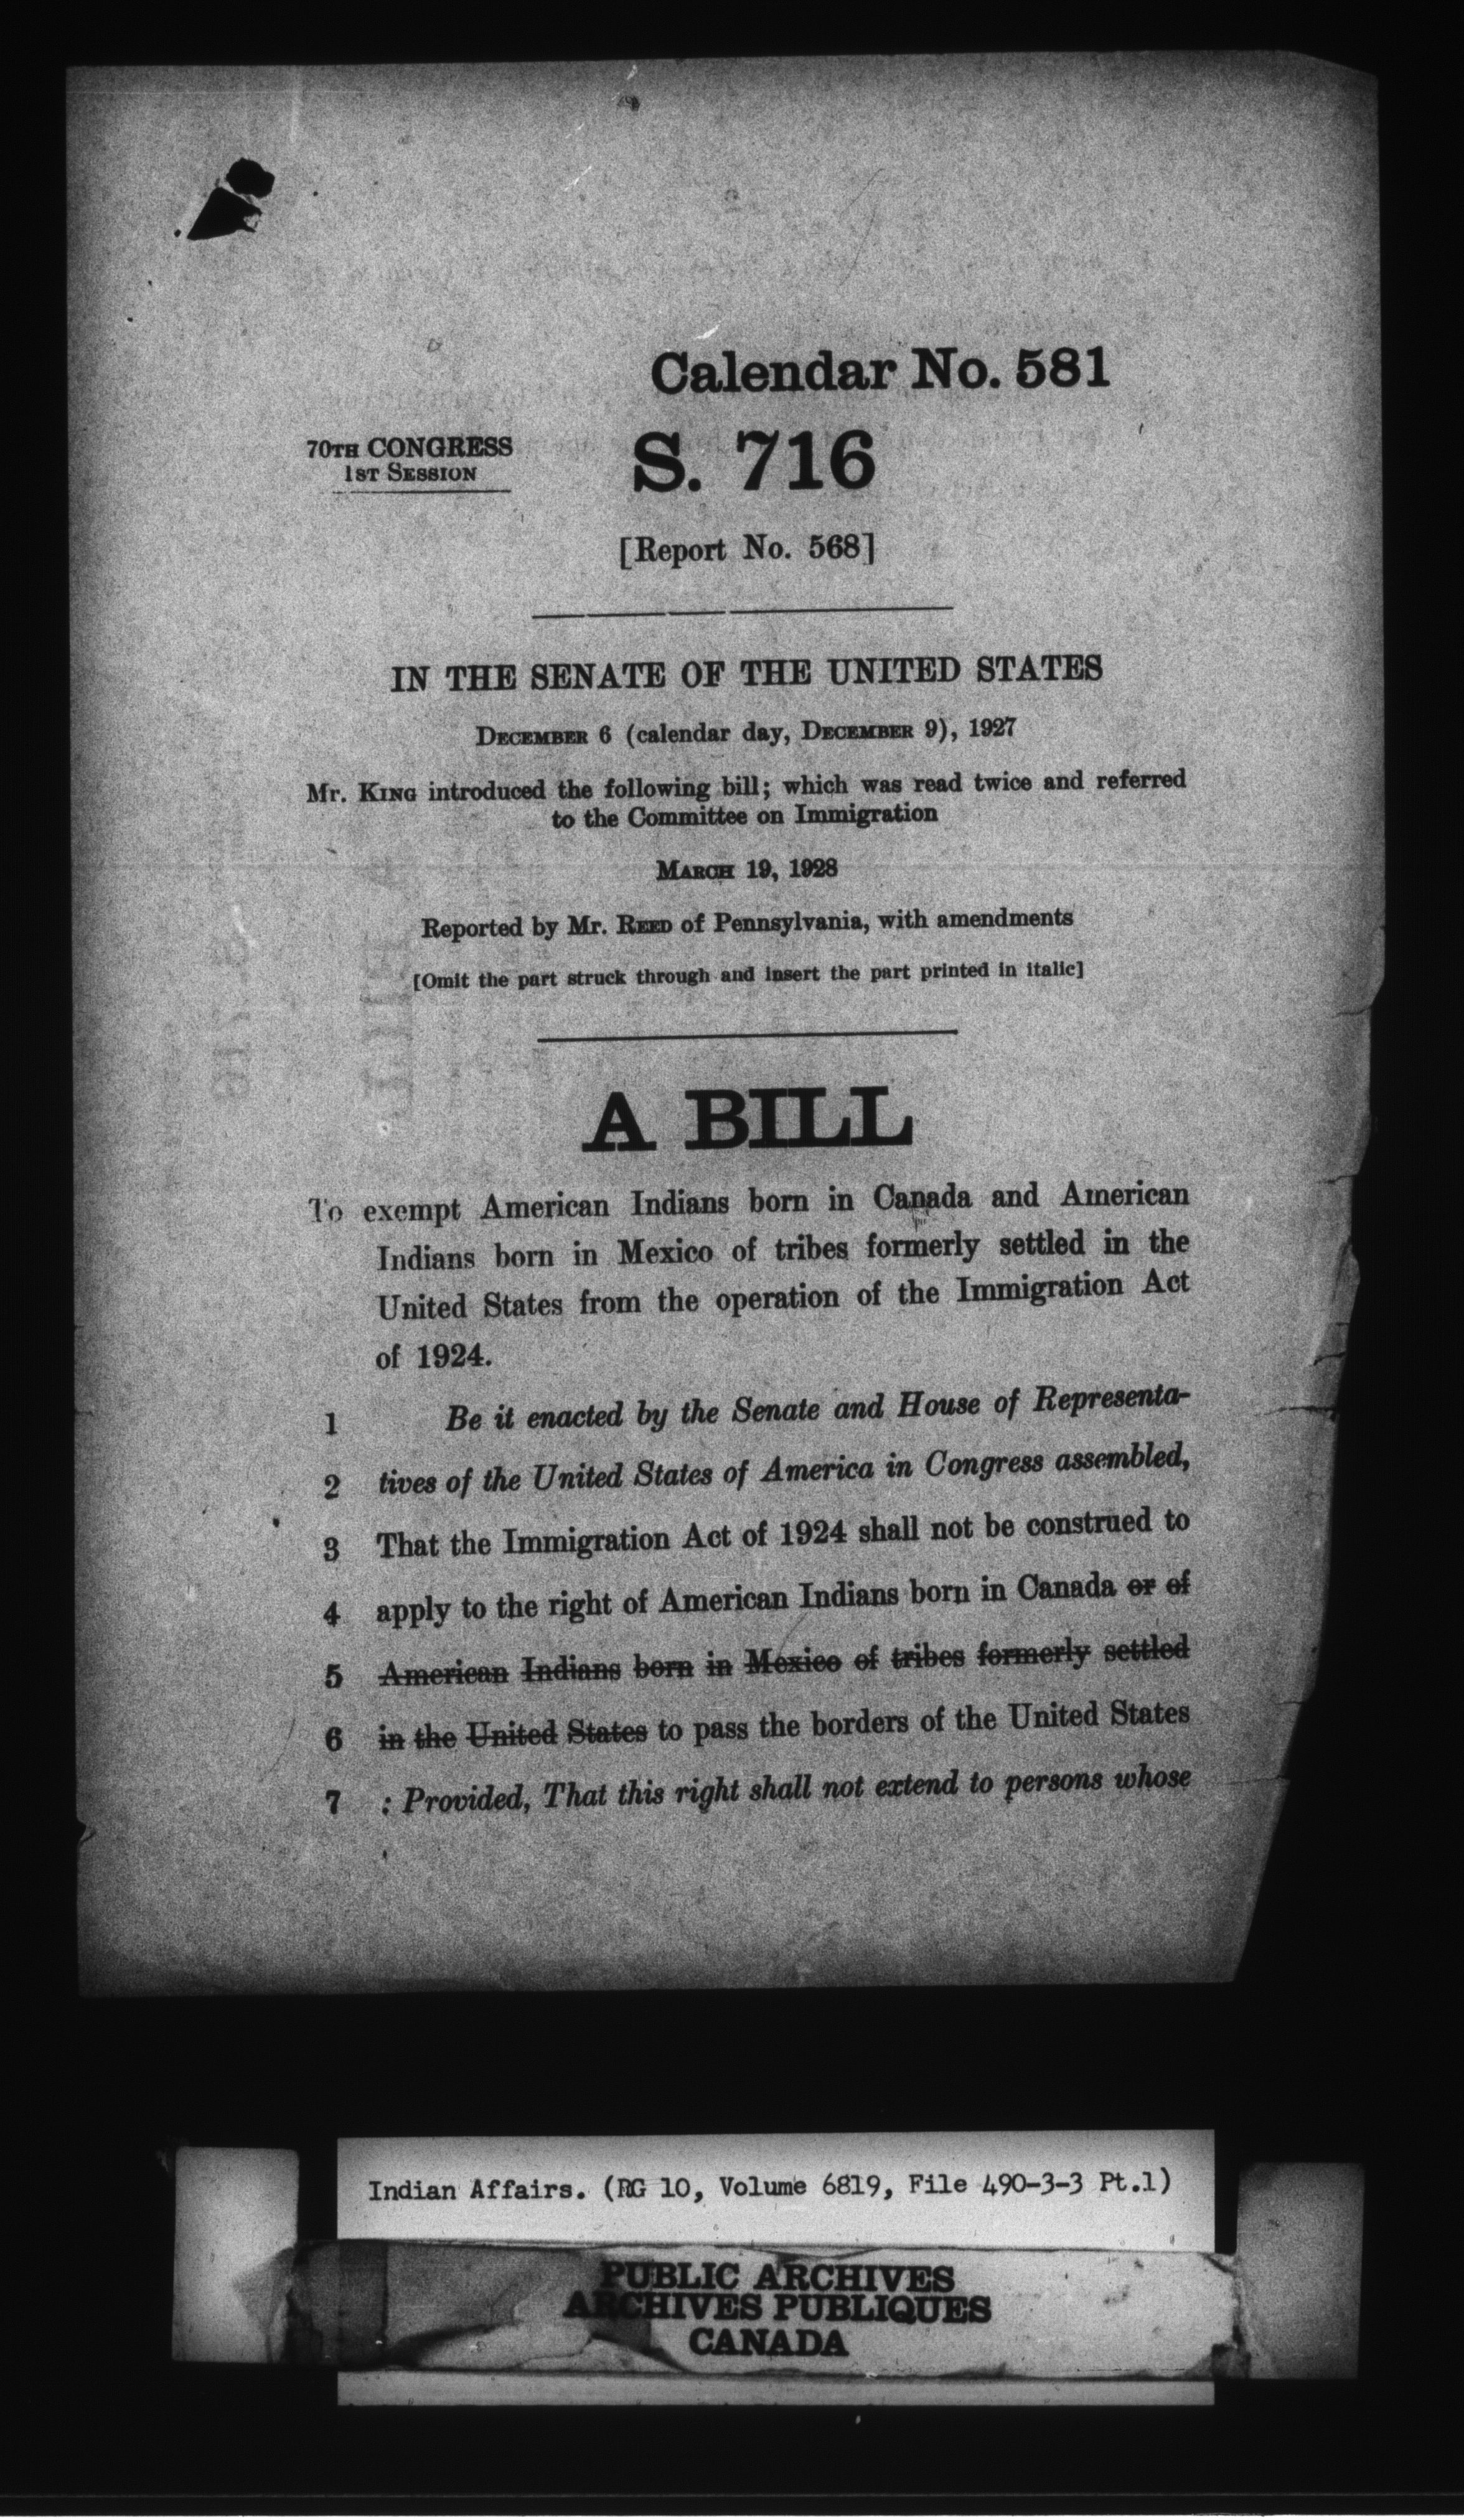 Calendar No. 581
70TH CONGRESS
1ST SESSION
S. 716
[Report No. 568]
IN THE SENATE OF THE UNITED STATES
DECEMBER 6 (calendar day, DECEMBER 9), 1927
Mr. KING introduced the following bill; which was read twice and referred
to the Committee on Immigration
MARCH 19, 1928
Reported by Mr. REED of Pennsylvania, with amendments
[Omit the part struck through and insert the part printed in italic]
A BILL
To exempt American Indians born in Canada and American
Indians born in Mexico of tribes formerly settled in the
United States from the operation of the Immigration Act
of 1924.
1 Be it enacted by the Senate and House of Representa-
2 tives of the United States of America in Congress assembled,
3 That the Immigration Act of 1924 shall not be construed to
4 apply to the right of American Indians born in Canada or of
5 American Indians born in Mexico of tribes formerly settled
6 in the United States to pass the borders of the United States
7 : Provided, That this right shall not extend to persons whose
Indian Affairs. (RG 10, Volume 6819, File 490-3-3 Pt.1)
PUBLIC ARCHIVES
ARCHIVES PUBLIQUES
CANADA